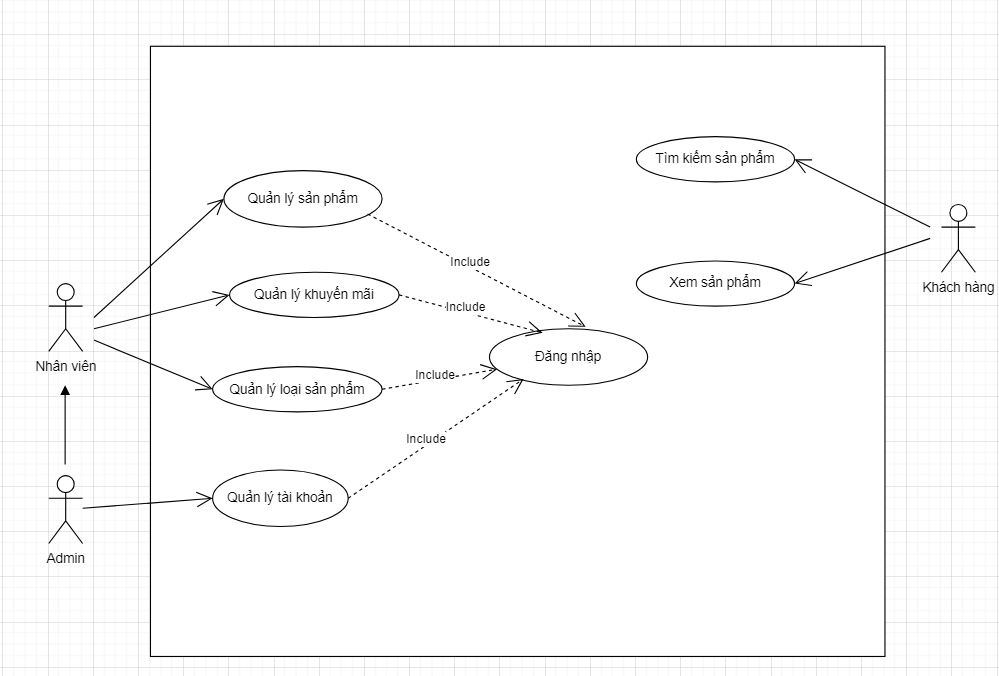 Tìm kiếm sản phẩm
Quản lý sản phẩm
Include
Xem sản phẩm
Khách hàng
Quản lý khuyến mãi
Include
Đăng nhập
Nhân viên
Include
Quản lý loại sản phẩm
Include
Quản lý tài khoản
Admin